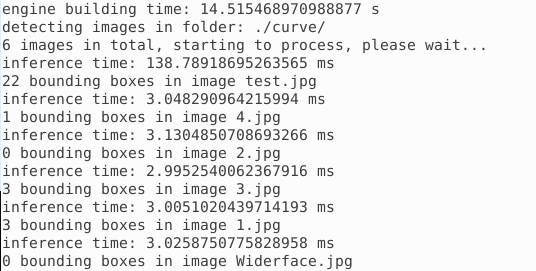 engine building time: 14.515468970988877 s
detecting images in folder: ./curve/
6 images in total, starting to process, please wait...
inference time: 138.78918695263565 ms
22 bounding boxes in image test.jpg
inference time: 3.048290964215994 ms
1 bounding boxes in image 4.jpg
inference time: 3.1304850708693266 ms
0 bounding boxes in image 2.jpg
inference time: 2.9952540062367916 ms
3 bounding boxes in image 3.jpg
inference time: 3.0051020439714193 ms
3 bounding boxes in image 1.jpg
inference time: 3.0258750775828958 ms
0 bounding boxes in image Widerface.jpg